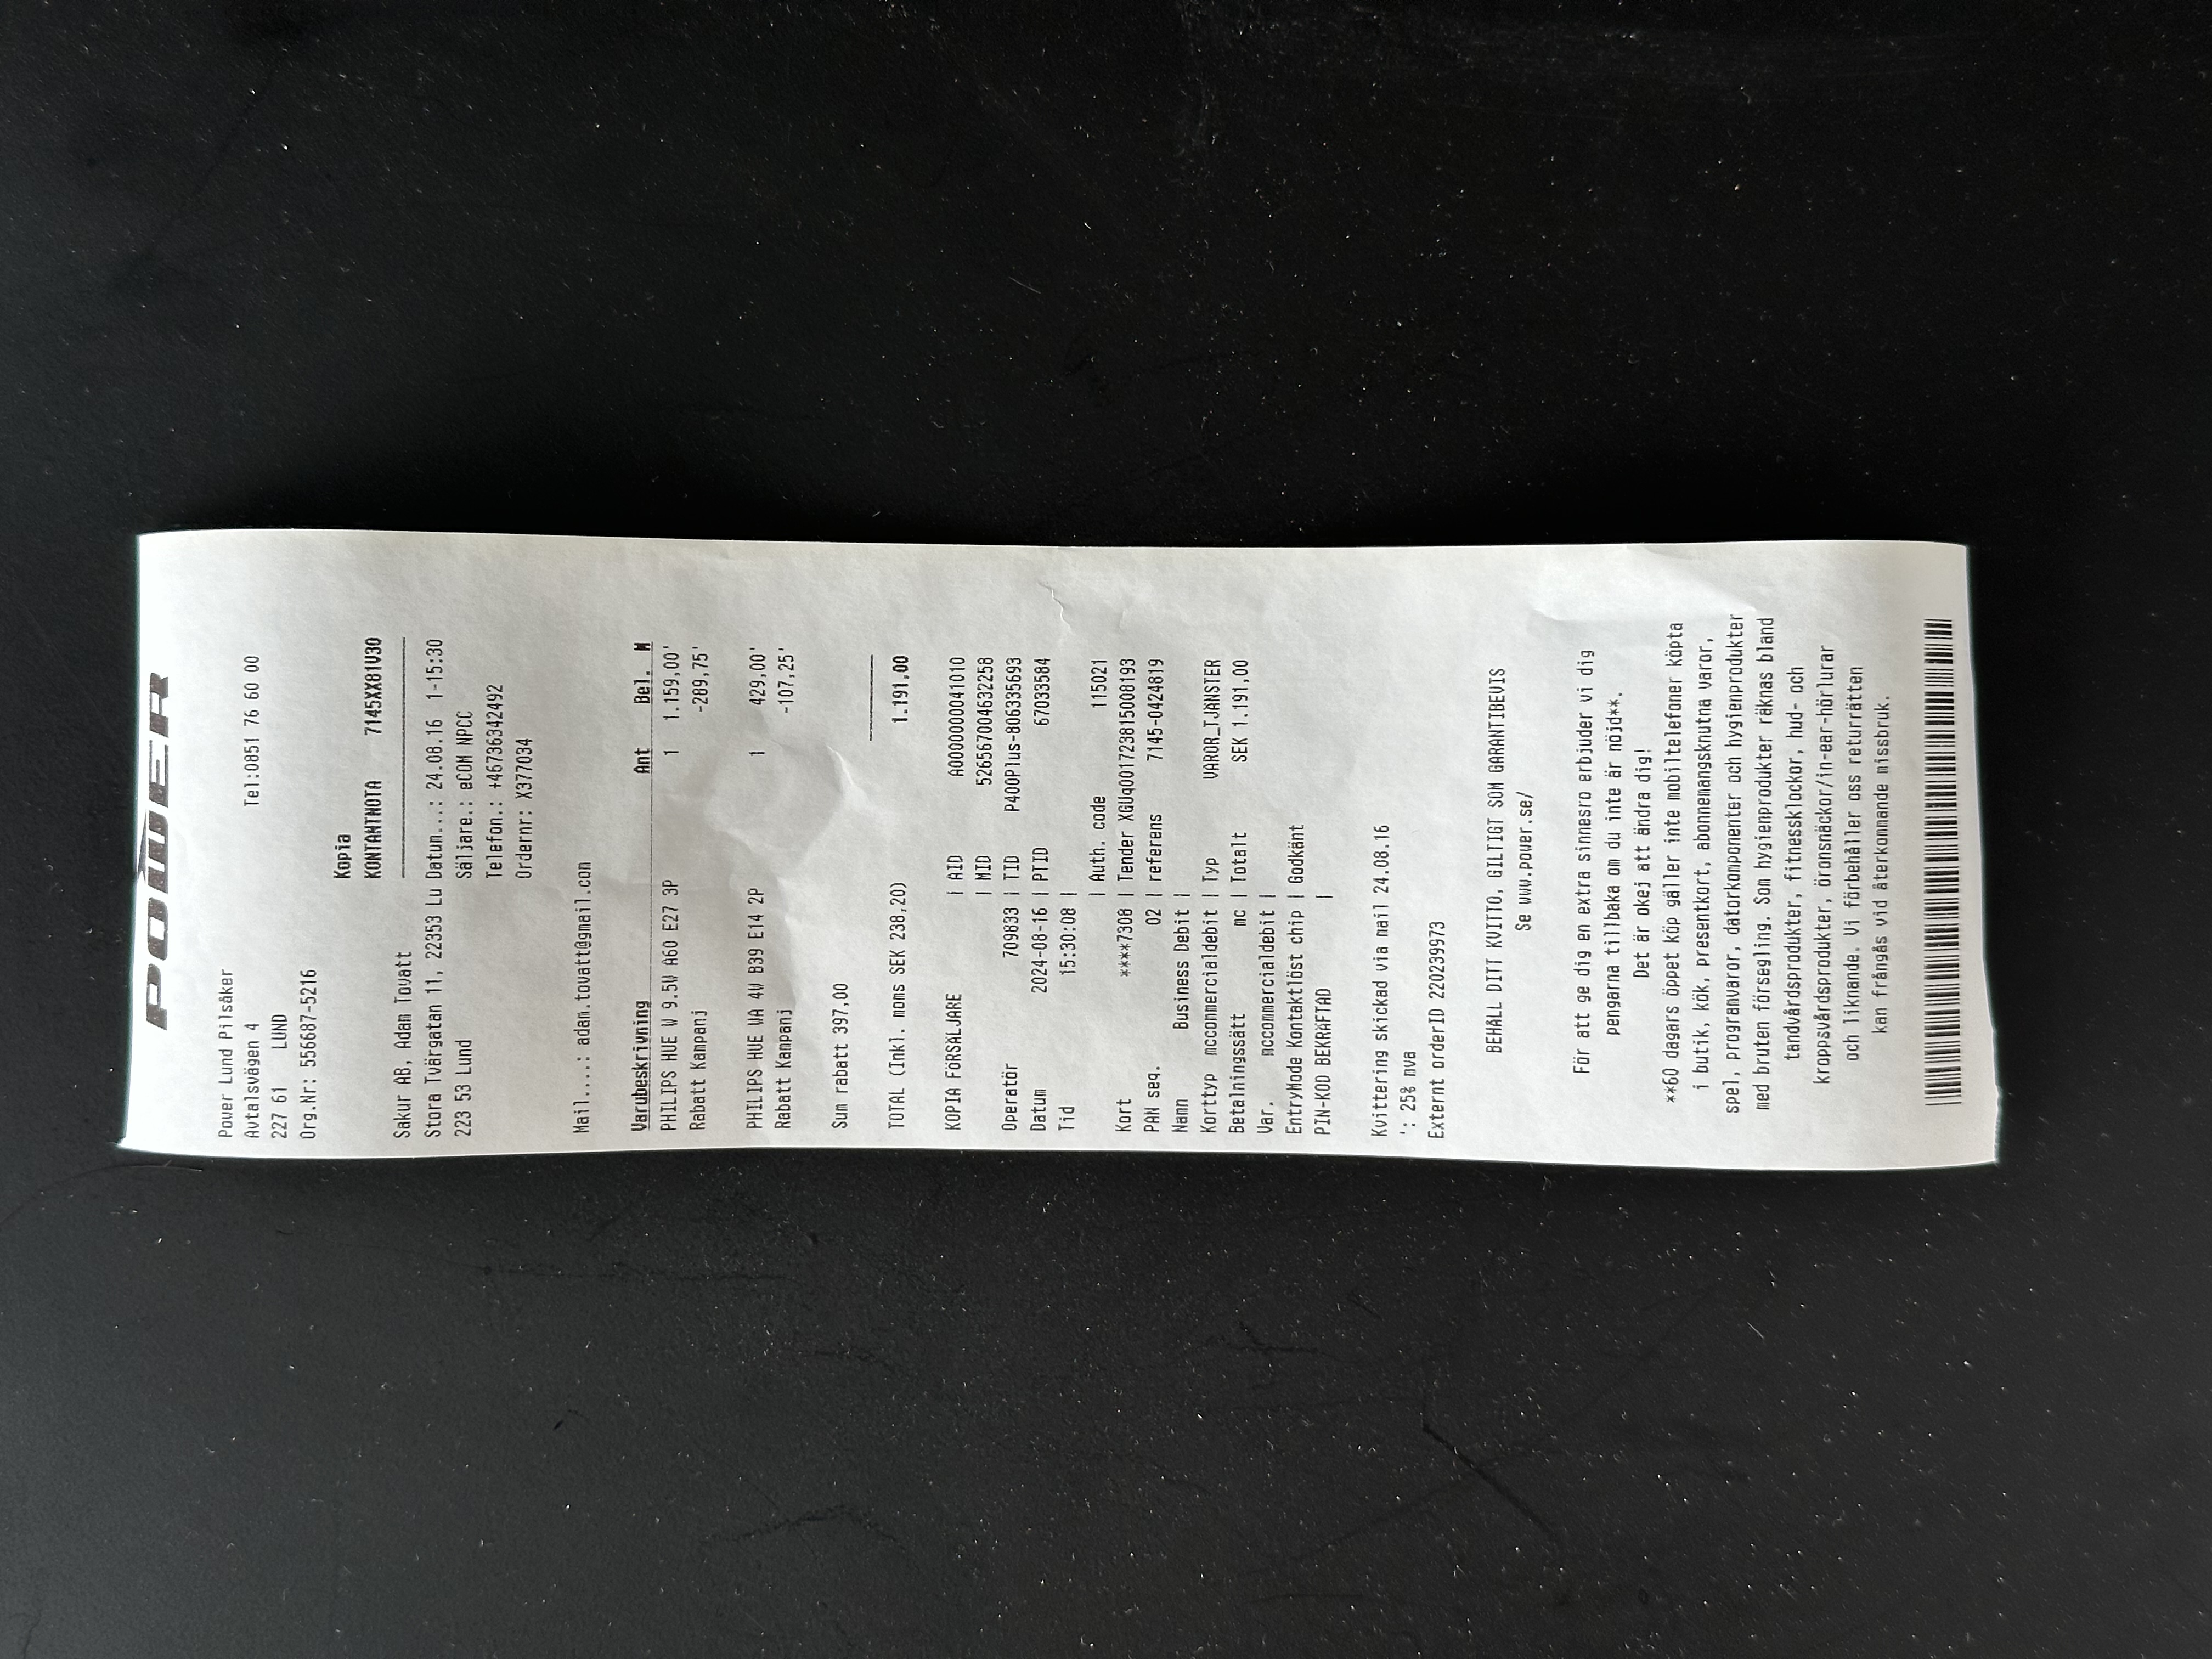 POWER
Power Lund Pilsåker
Avtalsvägen 4 Tel:0851 76 60 00
227 61 LUND
Org.Nr: 556687-5216
Kopia
KONTANTNOTA 7145XX81V30
Sakur AB, Adam Tovatt
Stora Tvärgatan 11, 22353 Lu Datum...: 24.08.16 1-15:30
223 53 Lund Säljare.: eCOM NPCC
Telefon.: +46736342492
Ordernr: X377034
Mail....: adam.tovatt@gmail.com
Varubeskrivning Ant Bel. M
PHILIPS HUE W 9.5W A60 E27 3P 1 1.159,00'
Rabatt Kampanj -289,75'
PHILIPS HUE WA 4W B39 E14 2P 1 429,00'
Rabatt Kampanj -107,25'
Sum rabatt 397,00
TOTAL (Inkl. moms SEK 238,20) 1.191,00
KOPIA FÖRSÄLJARE | AID A0000000041010
| MID 526567004632258
Operatör 709833 | TID P400Plus-806335693
Datum 2024-08-16 | PTID 67033584
Tid 15:30:08 |
| Auth. code 115021
Kort ****7308 | Tender XGUq001723815008193
PAN seq. 02 | referens 7145-0424819
Namn Business Debit |
Korttyp mccommercialdebit | Typ VAROR_TJÄNSTER
Betalningssätt mc | Totalt SEK 1.191,00
Var. mccommercialdebit |
EntryMode Kontaktlöst chip | Godkänt
PIN-KOD BEKRÄFTAD |
Kvittering skickad via mail 24.08.16
': 25% mva
Externt orderID 220239973
BEHÅLL DITT KVITTO, GILTIGT SOM GARANTIBEVIS
Se www.power.se/
För att ge dig en extra sinnesro erbjuder vi dig
pengarna tillbaka om du inte är nöjd**.
Det är okej att ändra dig!
**60 dagars öppet köp gäller inte mobiltelefoner köpta
i butik, kök, presentkort, abonnemangsknutna varor,
spel, programvaror, datorkomponenter och hygienprodukter
med bruten försegling. Som hygienprodukter räknas bland
tandvårdsprodukter, fitnessklockor, hud- och
kroppsvårdsprodukter, öronsnäckor/in-ear-hörlurar
och liknande. Vi förbehåller oss returrätten
kan frångås vid återkommande missbruk.